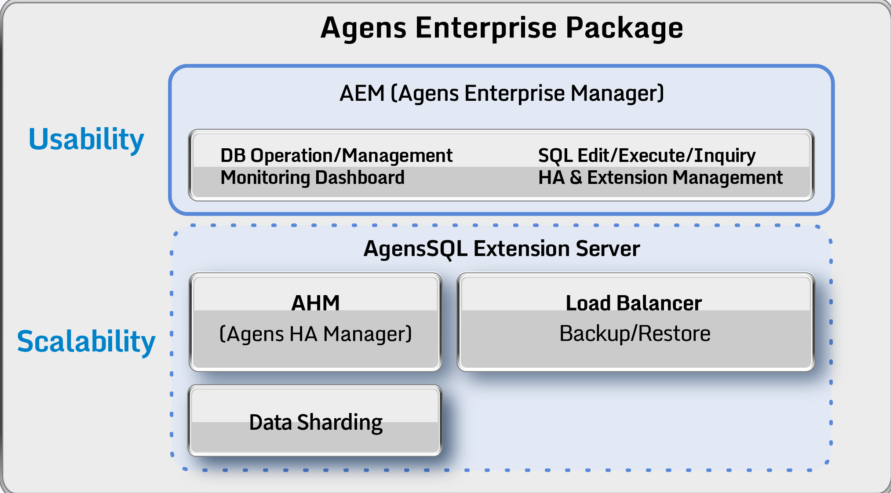 Agens Enterprise Package
Usability
AEM (Agens Enterprise Manager)
DB Operation/Management
Monitoring Dashboard
SQL Edit/Execute/Inquiry
HA & Extension Management
Scalability
AgensSQL Extension Server
AHM
(Agens HA Manager)
Load Balancer
Backup/Restore
Data Sharding